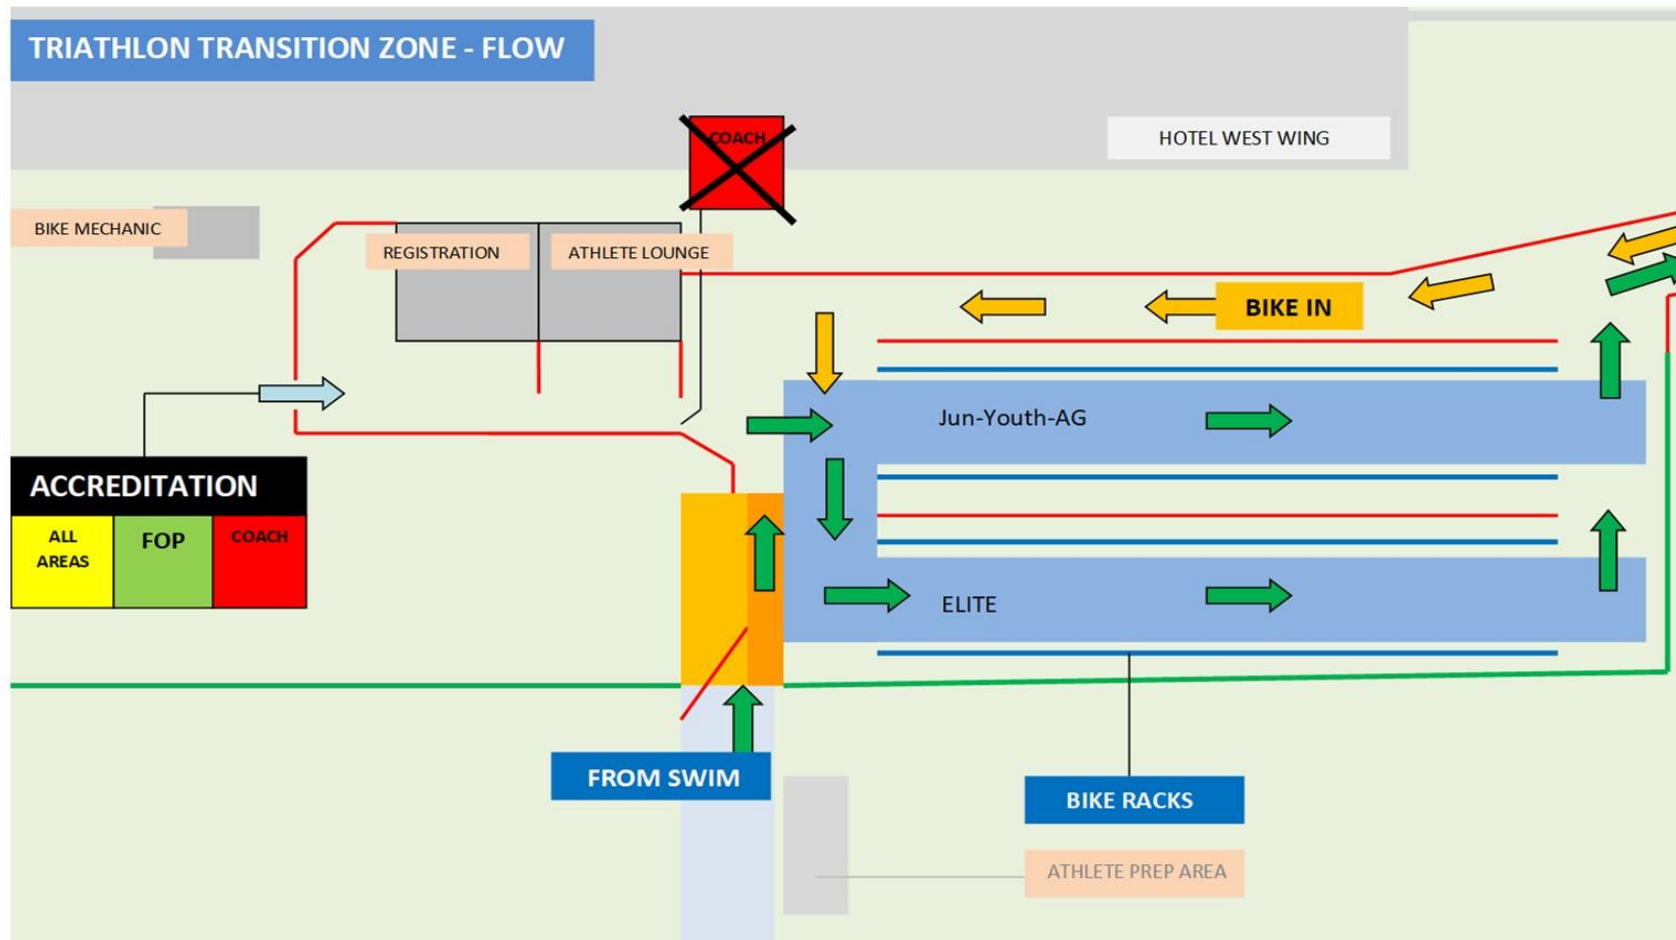 TRIATHLON TRANSITION ZONE - FLOW
COACH
HOTEL WEST WING
BIKE MECHANIC
REGISTRATION
ATHLETE LOUNGE
BIKE IN
Jun-Youth-AG
ACCREDITATION
ALL
AREAS
FOP
COACH
ELITE
FROM SWIM
BIKE RACKS
ATHLETE PREP AREA